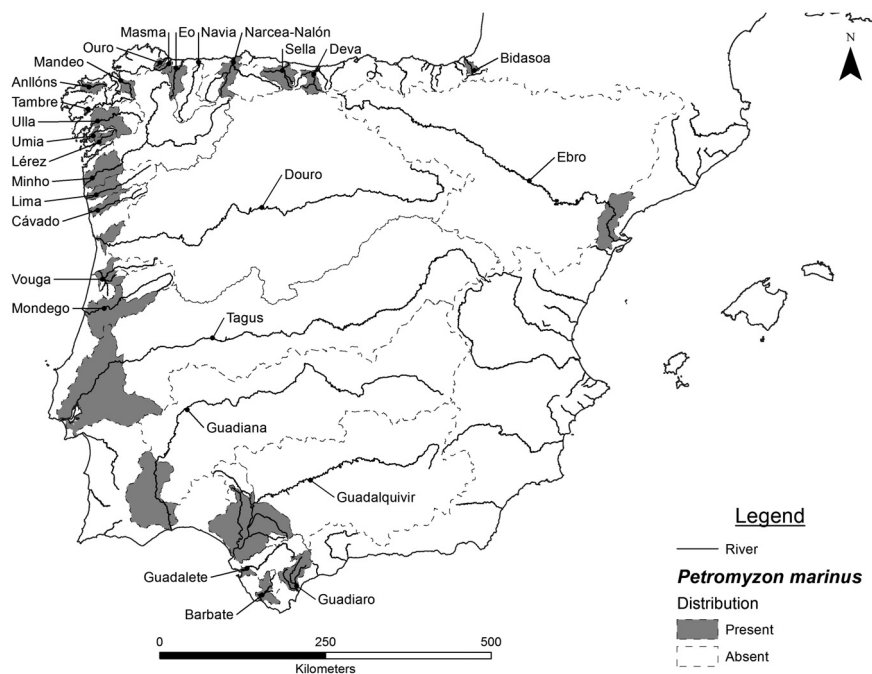 Masma
Eo
Navia
Narcea-Nalón
Ouro
Sella
Deva
Mandeo
Bidasoa
N
Anllóns
Tambre
Ulla
Umia
Lérez
Ebro
Minho
Douro
Lima
Cávado
Vouga
Mondego
Tagus
Guadiana
Guadalquivir
Guadalete
Guadiaro
Barbate
0
250
500
Kilometers
Legend
River
Petromyzon marinus
Distribution
Present
Absent